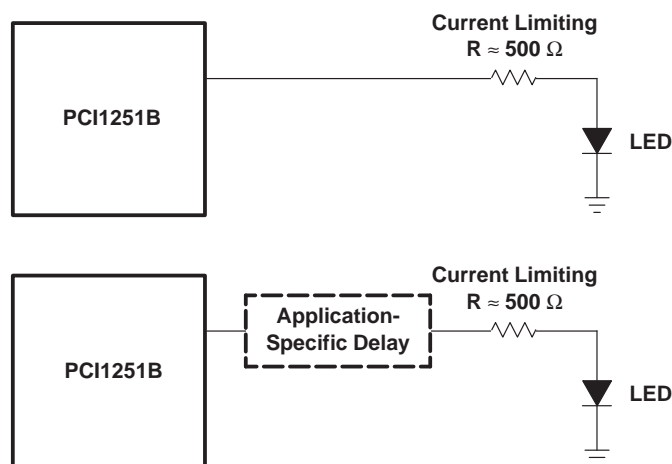 Current Limiting
R ≈ 500 Ω
PCI1251B
LED
Current Limiting
R ≈ 500 Ω
Application-
Specific Delay
PCI1251B
LED